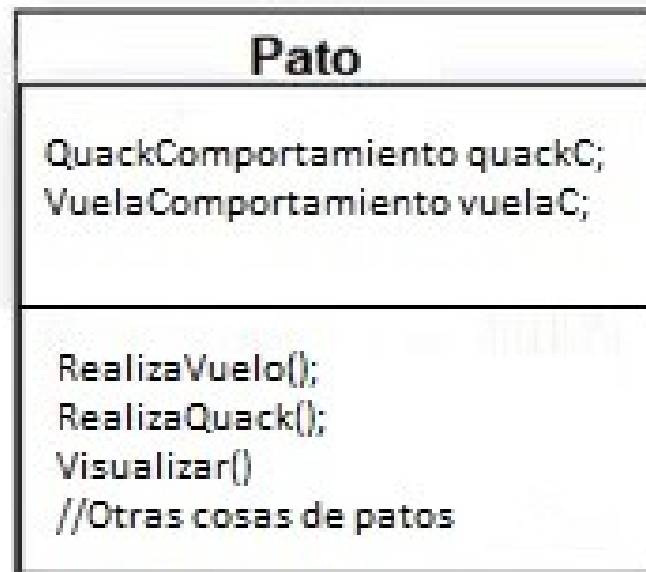 Pato
QuackComportamiento quackC;
VuelaComportamiento vuelaC;
RealizaVuelo();
RealizaQuack();
Visualizar()
//Otras cosas de patos